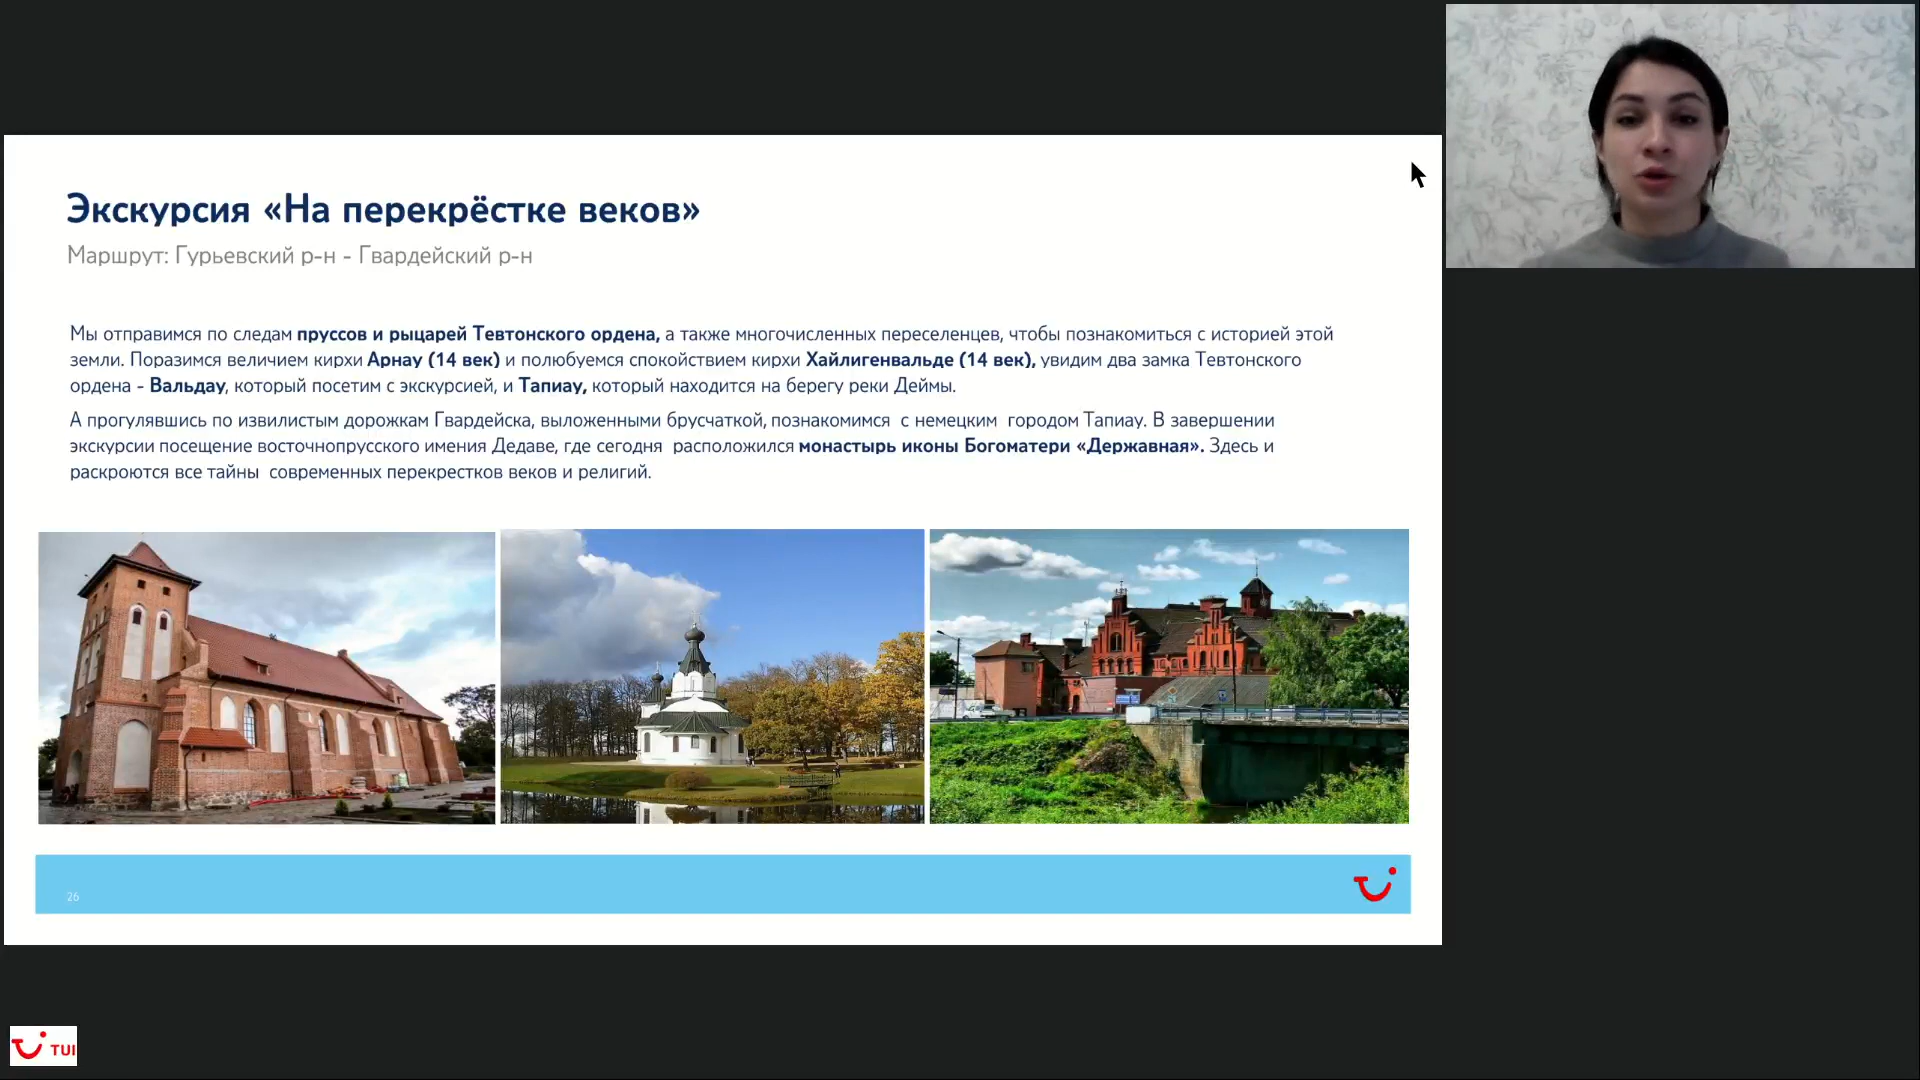 Экскурсия «На перекрёстке веков»
Маршрут: Гурьевский р-н - Гвардейский р-н
Мы отправимся по следам пруссов и рыцарей Тевтонского ордена, а также многочисленных переселенцев, чтобы познакомиться с историей этой
земли. Поразимся величием кирхи Арнау (14 век) и полюбуемся спокойствием кирхи Хайлигенвальде (14 век), увидим два замка Тевтонского
ордена - Вальдау, который посетим с экскурсией, и Тапиау, который находится на берегу реки Деймы.
А прогулявшись по извилистым дорожкам Гвардейска, выложенными брусчаткой, познакомимся с немецким городом Тапиау. В завершении
экскурсии посещение восточнопрусского имения Дедаве, где сегодня расположился монастырь иконы Богоматери «Державная». Здесь и
раскроются все тайны современных перекрестков веков и религий.
26
TUI